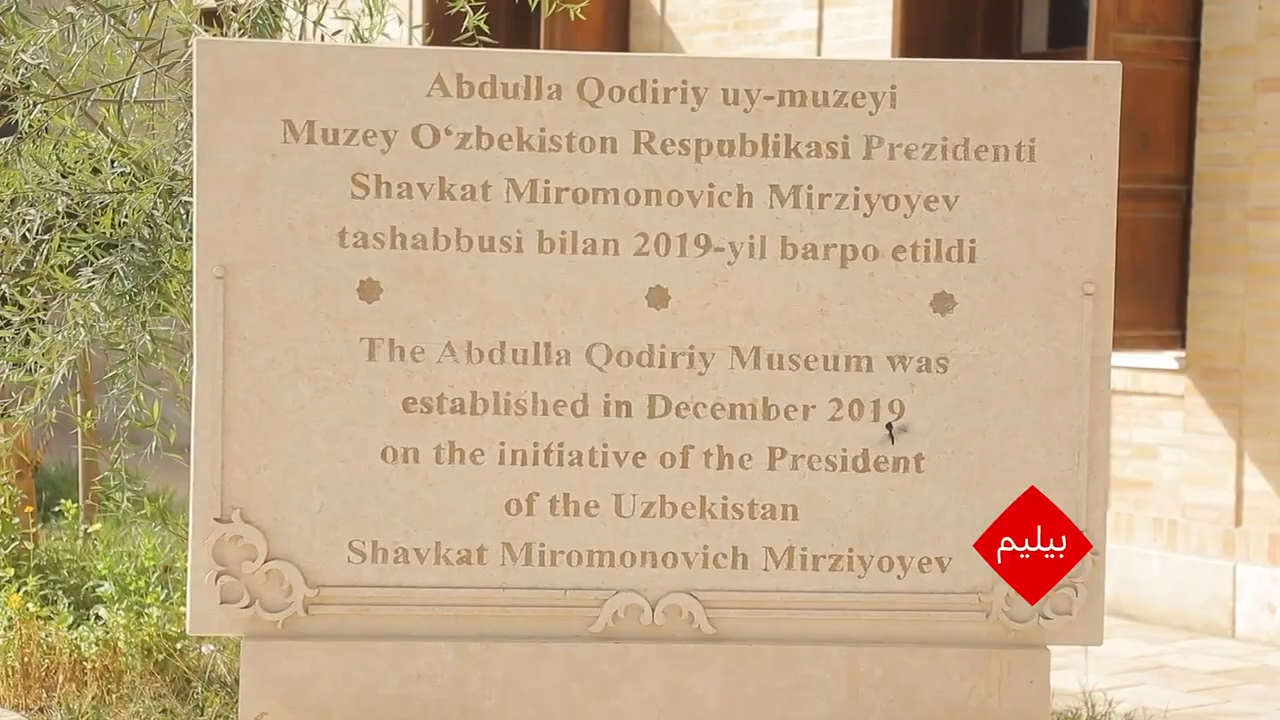 Abdulla Qodiriy uy-muzeyi
Muzey O‘zbekiston Respublikasi Prezidenti
Shavkat Miromonovich Mirziyoyev
tashabbusi bilan 2019-yil barpo etildi
The Abdulla Qodiriy Museum was
established in December 2019
on the initiative of the President
of the Uzbekistan
Shavkat Miromonovich Mirziyoyev
بیلیم